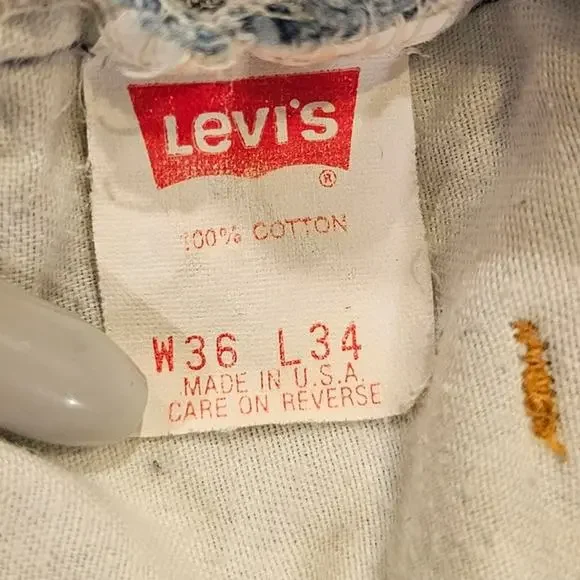 Levi's
®
100% COTTON
W36 L34
MADE IN U.S.A.
CARE ON REVERSE